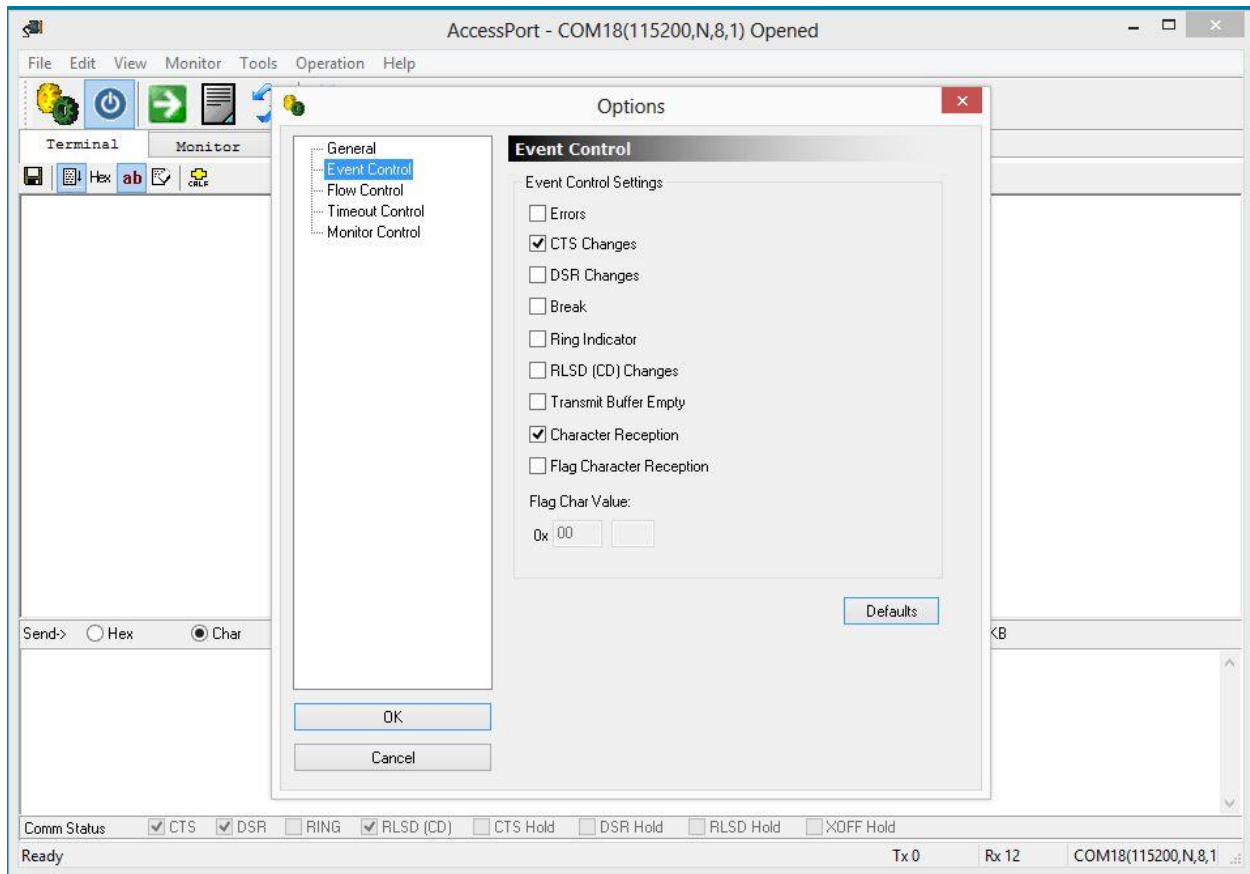 AccessPort - COM18(115200,N,8,1) Opened
File Edit View Monitor Tools Operation Help
Options
Terminal Monitor
Hex ab CRLF
General
Event Control
Flow Control
Timeout Control
Monitor Control
Event Control
Event Control Settings
Errors
CTS Changes
DSR Changes
Break
Ring Indicator
RLSD (CD) Changes
Transmit Buffer Empty
Character Reception
Flag Character Reception
Flag Char Value:
0x 00
Defaults
Send-> Hex Char
KB
OK
Cancel
Comm Status CTS DSR RING RLSD (CD) CTS Hold DSR Hold RLSD Hold XOFF Hold
Ready Tx 0 Rx 12 COM18(115200,N,8,1